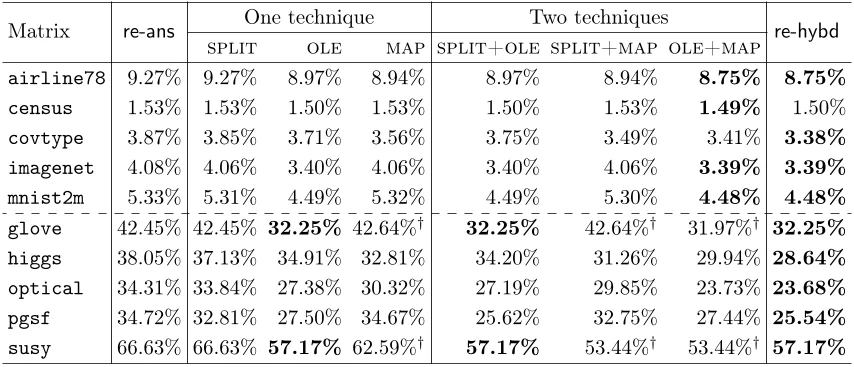 Matrix re-ans One technique Two techniques re-hybd
SPLIT OLE MAP SPLIT+OLE SPLIT+MAP OLE+MAP
airline78 9.27% 9.27% 8.97% 8.94% 8.97% 8.94% 8.75% 8.75%
census 1.53% 1.53% 1.50% 1.53% 1.50% 1.53% 1.49% 1.50%
covtype 3.87% 3.85% 3.71% 3.56% 3.75% 3.49% 3.41% 3.38%
imagenet 4.08% 4.06% 3.40% 4.06% 3.40% 4.06% 3.39% 3.39%
mnist2m 5.33% 5.31% 4.49% 5.32% 4.49% 5.30% 4.48% 4.48%
glove 42.45% 42.45% 32.25% 42.64%† 32.25% 42.64%† 31.97%† 32.25%
higgs 38.05% 37.13% 34.91% 32.81% 34.20% 31.26% 29.94% 28.64%
optical 34.31% 33.84% 27.38% 30.32% 27.19% 29.85% 23.73% 23.68%
pgsf 34.72% 32.81% 27.50% 34.67% 25.62% 32.75% 27.44% 25.54%
susy 66.63% 66.63% 57.17% 62.59%† 57.17% 53.44%† 53.44%† 57.17%